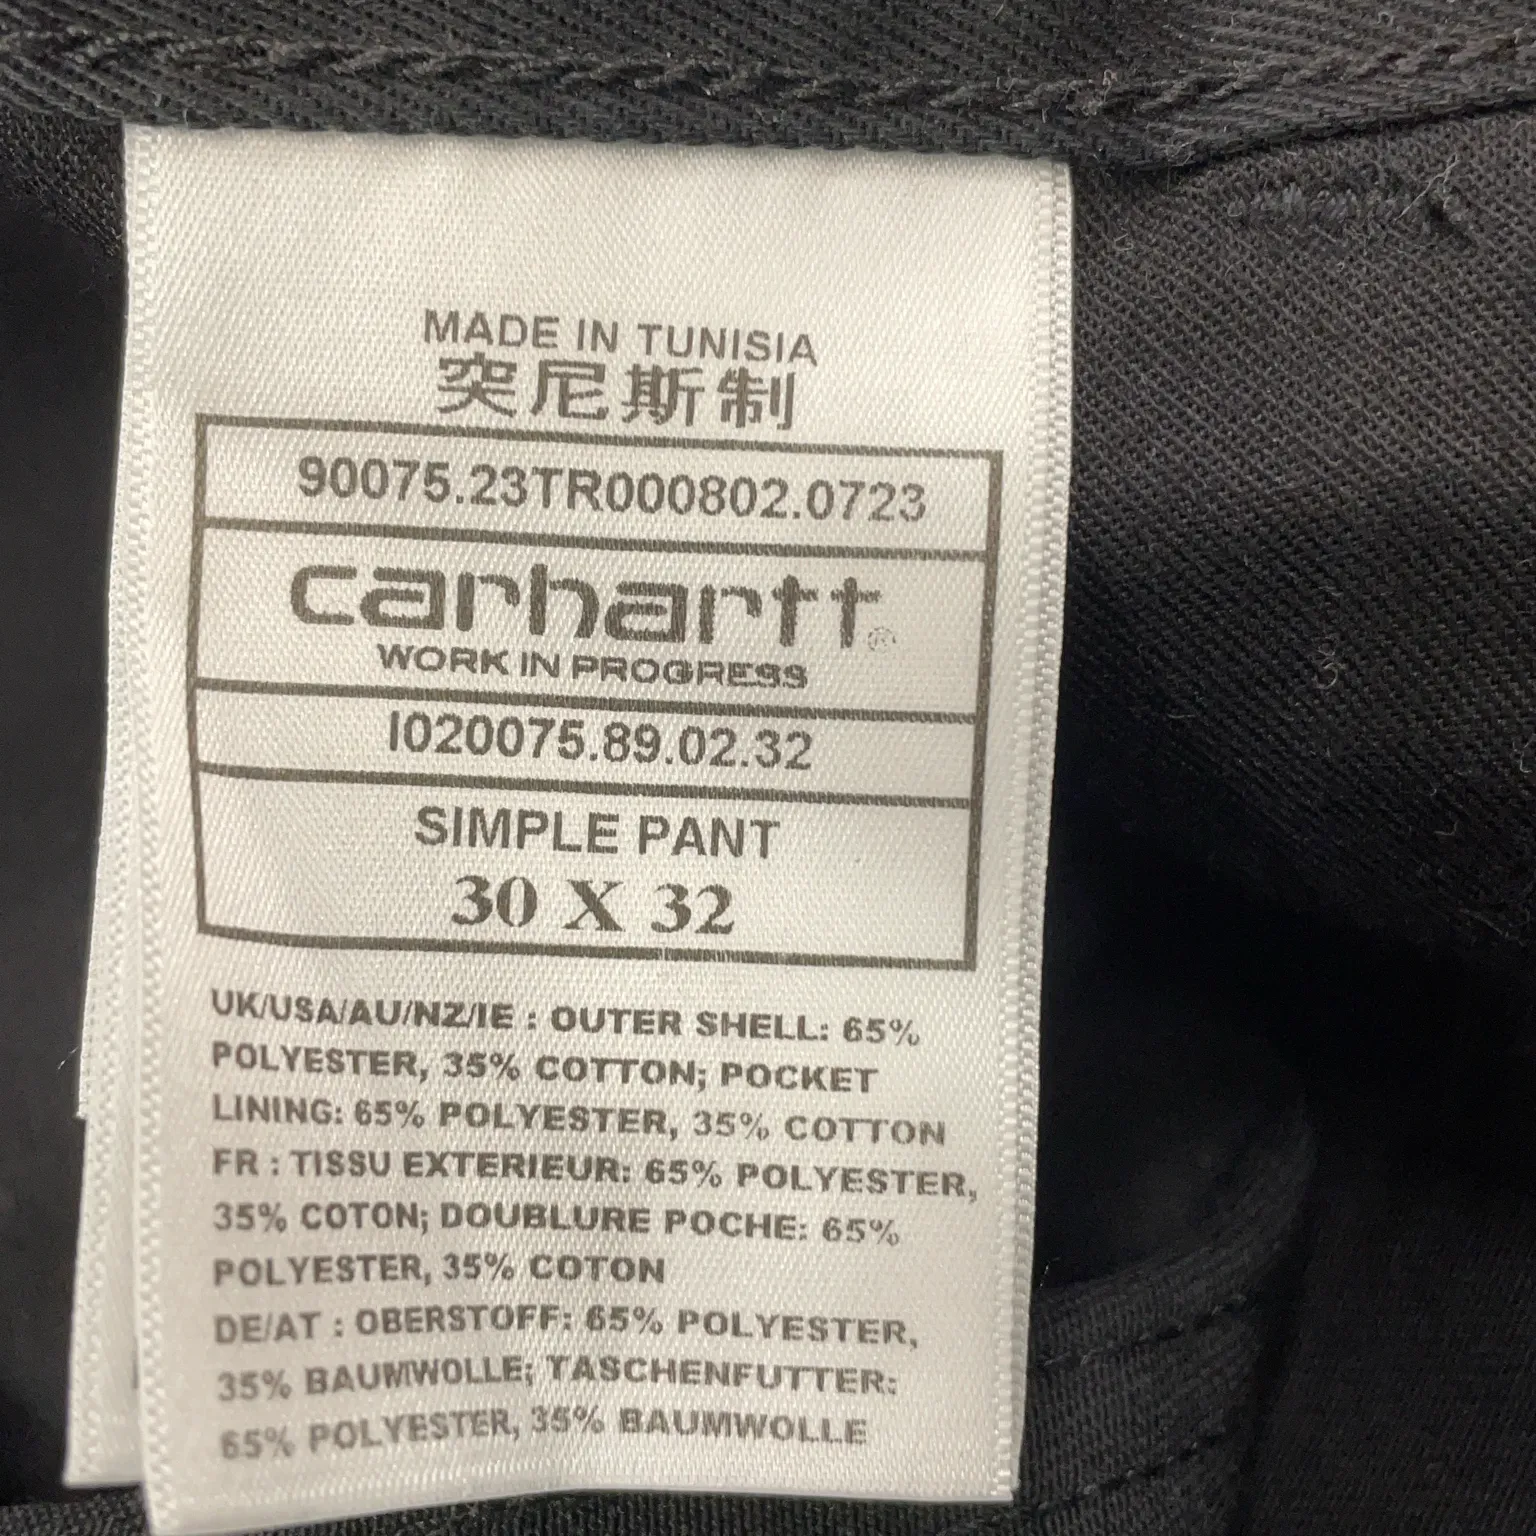 MADE IN TUNISIA
突尼斯制
90075.23TR000802.0723
carhartt®
WORK IN PROGRESS
I020075.89.02.32
SIMPLE PANT
30 X 32
UK/USA/AU/NZ/IE : OUTER SHELL: 65%
POLYESTER, 35% COTTON; POCKET
LINING: 65% POLYESTER, 35% COTTON
FR : TISSU EXTERIEUR: 65% POLYESTER,
35% COTON; DOUBLURE POCHE: 65%
POLYESTER, 35% COTON
DE/AT : OBERSTOFF: 65% POLYESTER,
35% BAUMWOLLE; TASCHENFUTTER:
65% POLYESTER, 35% BAUMWOLLE